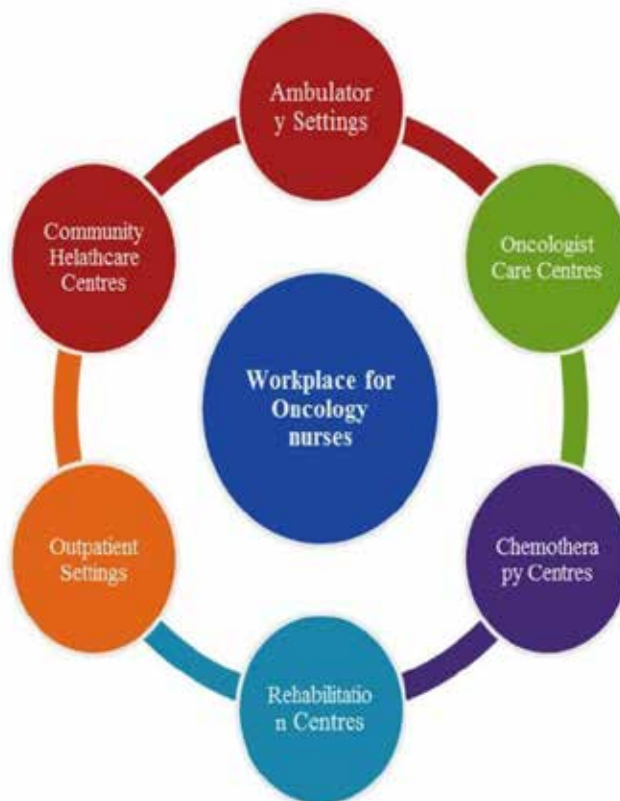 Ambulator
y Settings
Oncologist
Care Centres
Chemothera
py Centres
Rehabilitatio
n Centres
Outpatient
Settings
Community
Helathcare
Centres
Workplace for
Oncology
nurses